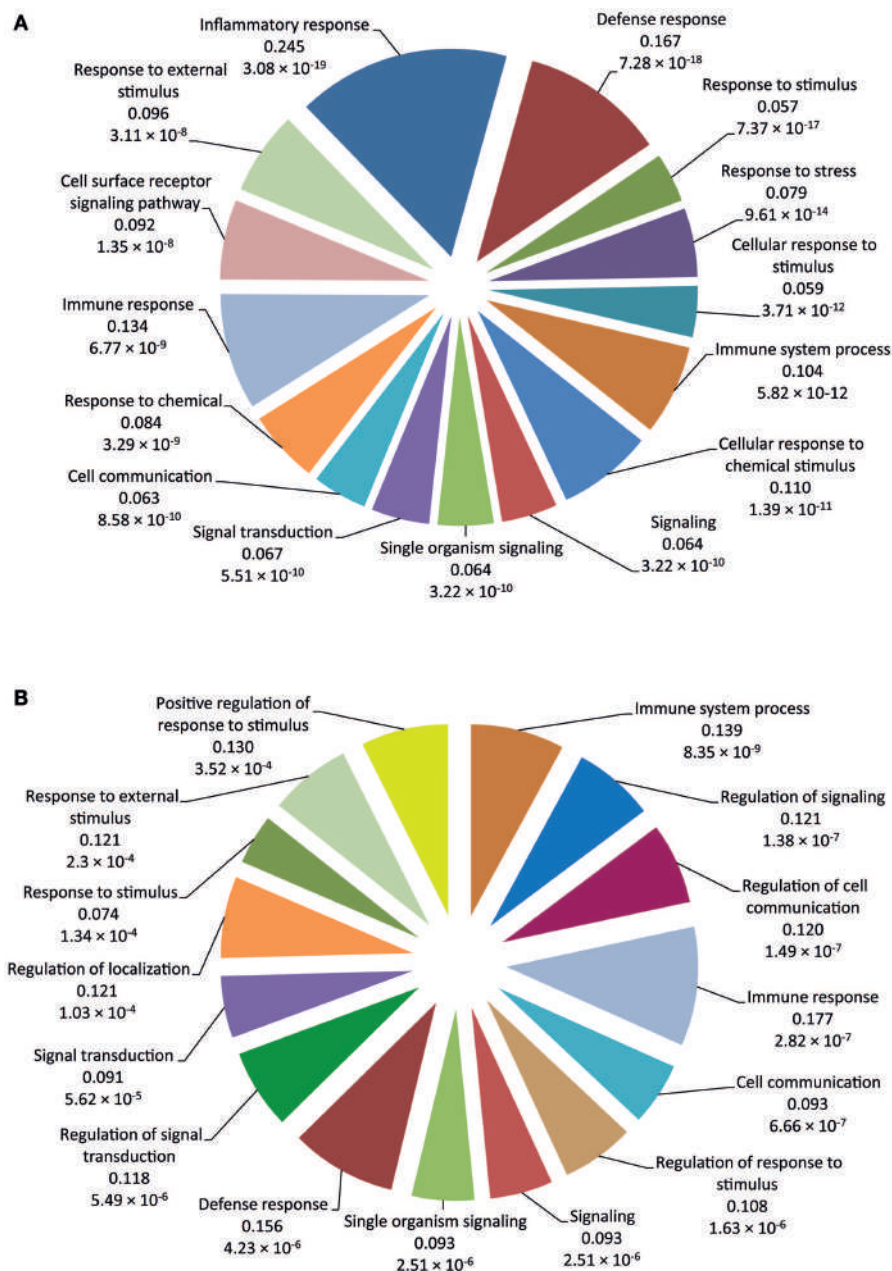 A
Inflammatory response
0.245
3.08 × 10⁻¹⁹
Defense response
0.167
7.28 × 10⁻¹⁸
Response to stimulus
0.057
7.37 × 10⁻¹⁷
Response to stress
0.079
9.61 × 10⁻¹⁴
Cellular response to
stimulus
0.059
3.71 × 10⁻¹²
Immune system process
0.104
5.82 × 10-12
Cellular response to
chemical stimulus
0.110
1.39 × 10⁻¹¹
Signaling
0.064
3.22 × 10⁻¹⁰
Single organism signaling
0.064
3.22 × 10⁻¹⁰
Signal transduction
0.067
5.51 × 10⁻¹⁰
Cell communication
0.063
8.58 × 10⁻¹⁰
Response to chemical
0.084
3.29 × 10⁻⁹
Immune response
0.134
6.77 × 10⁻⁹
Cell surface receptor
signaling pathway
0.092
1.35 × 10⁻⁸
Response to external
stimulus
0.096
3.11 × 10⁻⁸
B
Immune system process
0.139
8.35 × 10⁻⁹
Regulation of signaling
0.121
1.38 × 10⁻⁷
Regulation of cell
communication
0.120
1.49 × 10⁻⁷
Immune response
0.177
2.82 × 10⁻⁷
Cell communication
0.093
6.66 × 10⁻⁷
Regulation of response to
stimulus
0.108
1.63 × 10⁻⁶
Signaling
0.093
2.51 × 10⁻⁶
Single organism signaling
0.093
2.51 × 10⁻⁶
Defense response
0.156
4.23 × 10⁻⁶
Regulation of signal
transduction
0.118
5.49 × 10⁻⁶
Signal transduction
0.091
5.62 × 10⁻⁵
Regulation of localization
0.121
1.03 × 10⁻⁴
Response to stimulus
0.074
1.34 × 10⁻⁴
Response to external
stimulus
0.121
2.3 × 10⁻⁴
Positive regulation of
response to stimulus
0.130
3.52 × 10⁻⁴